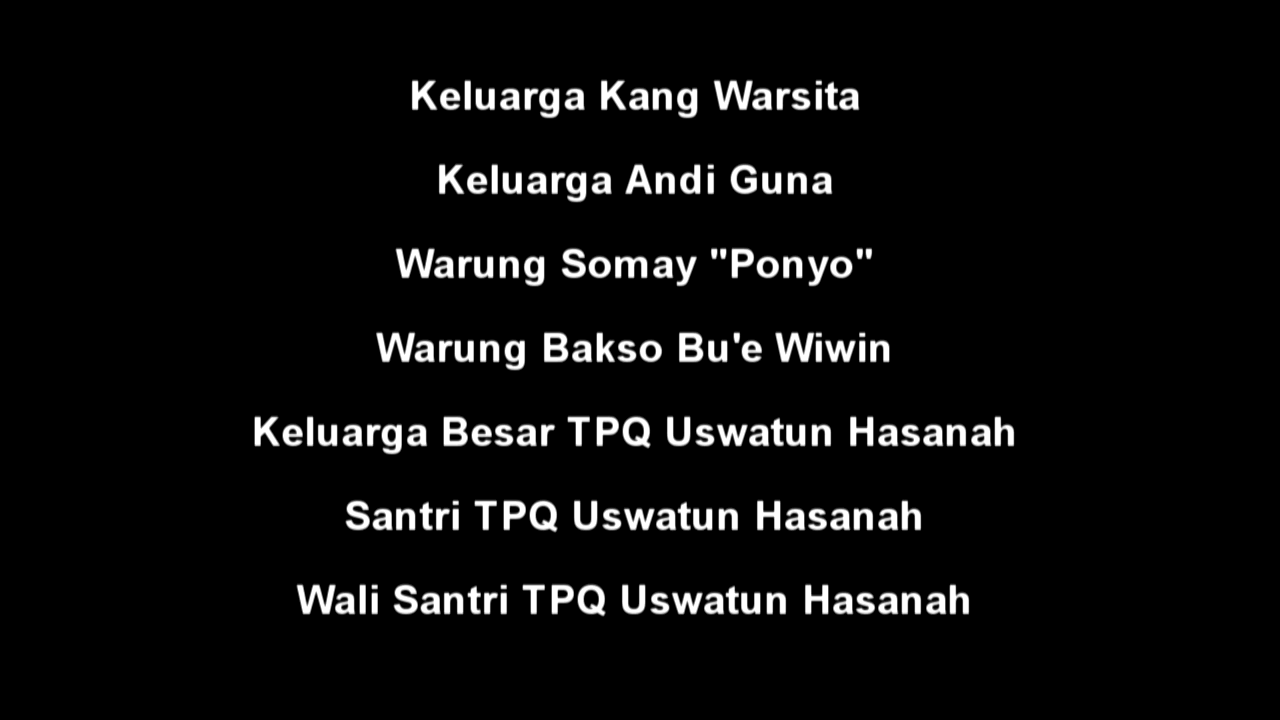 Keluarga Kang Warsita
Keluarga Andi Guna
Warung Somay "Ponyo"
Warung Bakso Bu'e Wiwin
Keluarga Besar TPQ Uswatun Hasanah
Santri TPQ Uswatun Hasanah
Wali Santri TPQ Uswatun Hasanah